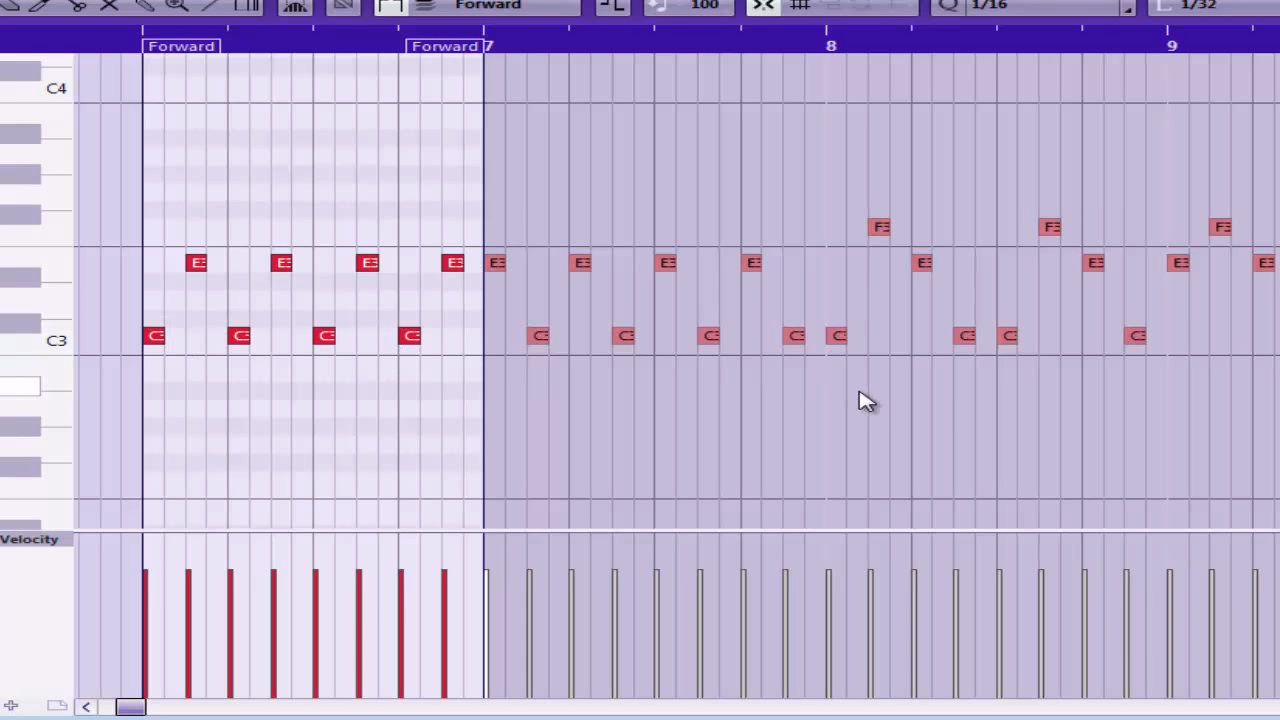 Forward 100 Q 1/16 L 1/32
Forward Forward 7 8 9
C4
F3 F3 F3
E3 E3 E3 E3 E3 E3 E3 E3 E3 E3 E3 E3
C3 C3 C3 C3 C3 C3 C3 C3 C3 C3 C3 C3 C3
Velocity